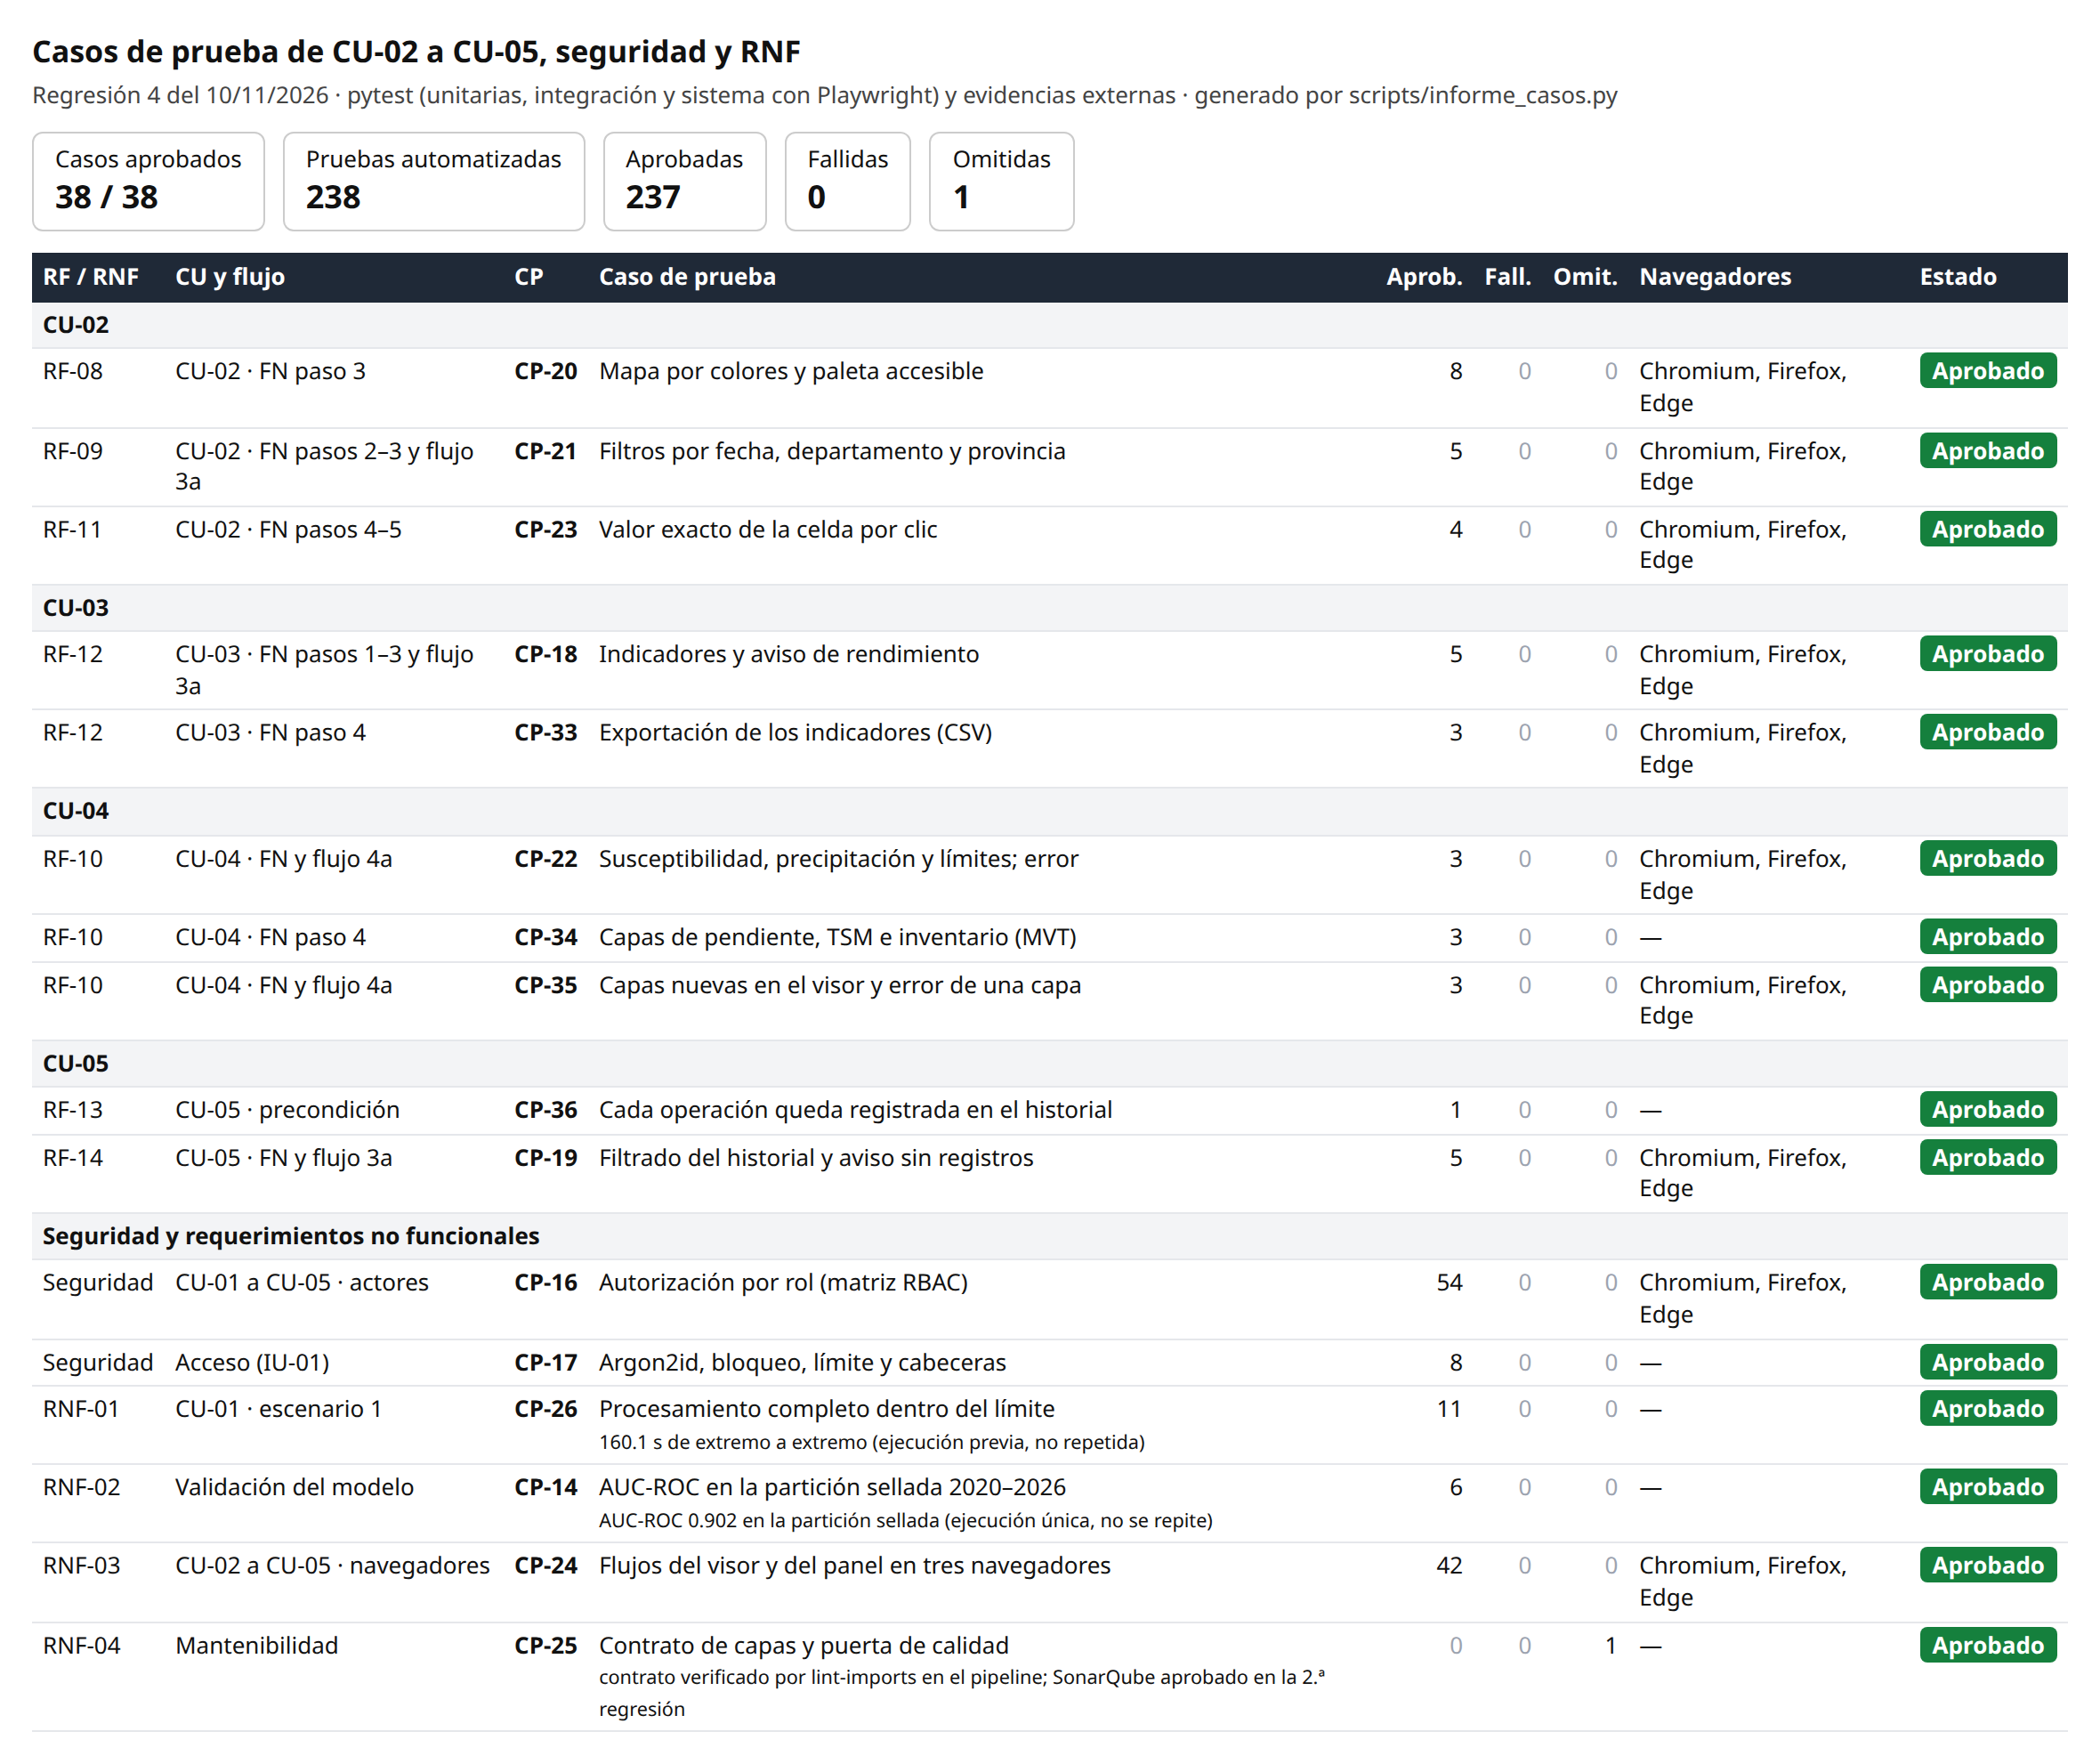 Casos de prueba de CU-02 a CU-05, seguridad y RNF
Regresión 4 del 10/11/2026 · pytest (unitarias, integración y sistema con Playwright) y evidencias externas · generado por scripts/informe_casos.py
Casos aprobados
38 / 38
Pruebas automatizadas
238
Aprobadas
237
Fallidas
0
Omitidas
1
RF / RNF CU y flujo CP Caso de prueba Aprob. Fall. Omit. Navegadores Estado
CU-02
RF-08 CU-02 · FN paso 3 CP-20 Mapa por colores y paleta accesible 8 0 0 Chromium, Firefox, Aprobado
Edge
RF-09 CU-02 · FN pasos 2–3 y flujo CP-21 Filtros por fecha, departamento y provincia 5 0 0 Chromium, Firefox, Aprobado
3a Edge
RF-11 CU-02 · FN pasos 4–5 CP-23 Valor exacto de la celda por clic 4 0 0 Chromium, Firefox, Aprobado
Edge
CU-03
RF-12 CU-03 · FN pasos 1–3 y flujo CP-18 Indicadores y aviso de rendimiento 5 0 0 Chromium, Firefox, Aprobado
3a Edge
RF-12 CU-03 · FN paso 4 CP-33 Exportación de los indicadores (CSV) 3 0 0 Chromium, Firefox, Aprobado
Edge
CU-04
RF-10 CU-04 · FN y flujo 4a CP-22 Susceptibilidad, precipitación y límites; error 3 0 0 Chromium, Firefox, Aprobado
Edge
RF-10 CU-04 · FN paso 4 CP-34 Capas de pendiente, TSM e inventario (MVT) 3 0 0 — Aprobado
RF-10 CU-04 · FN y flujo 4a CP-35 Capas nuevas en el visor y error de una capa 3 0 0 Chromium, Firefox, Aprobado
Edge
CU-05
RF-13 CU-05 · precondición CP-36 Cada operación queda registrada en el historial 1 0 0 — Aprobado
RF-14 CU-05 · FN y flujo 3a CP-19 Filtrado del historial y aviso sin registros 5 0 0 Chromium, Firefox, Aprobado
Edge
Seguridad y requerimientos no funcionales
Seguridad CU-01 a CU-05 · actores CP-16 Autorización por rol (matriz RBAC) 54 0 0 Chromium, Firefox, Aprobado
Edge
Seguridad Acceso (IU-01) CP-17 Argon2id, bloqueo, límite y cabeceras 8 0 0 — Aprobado
RNF-01 CU-01 · escenario 1 CP-26 Procesamiento completo dentro del límite 11 0 0 — Aprobado
160.1 s de extremo a extremo (ejecución previa, no repetida)
RNF-02 Validación del modelo CP-14 AUC-ROC en la partición sellada 2020–2026 6 0 0 — Aprobado
AUC-ROC 0.902 en la partición sellada (ejecución única, no se repite)
RNF-03 CU-02 a CU-05 · navegadores CP-24 Flujos del visor y del panel en tres navegadores 42 0 0 Chromium, Firefox, Aprobado
Edge
RNF-04 Mantenibilidad CP-25 Contrato de capas y puerta de calidad 0 0 1 — Aprobado
contrato verificado por lint-imports en el pipeline; SonarQube aprobado en la 2.ª
regresión